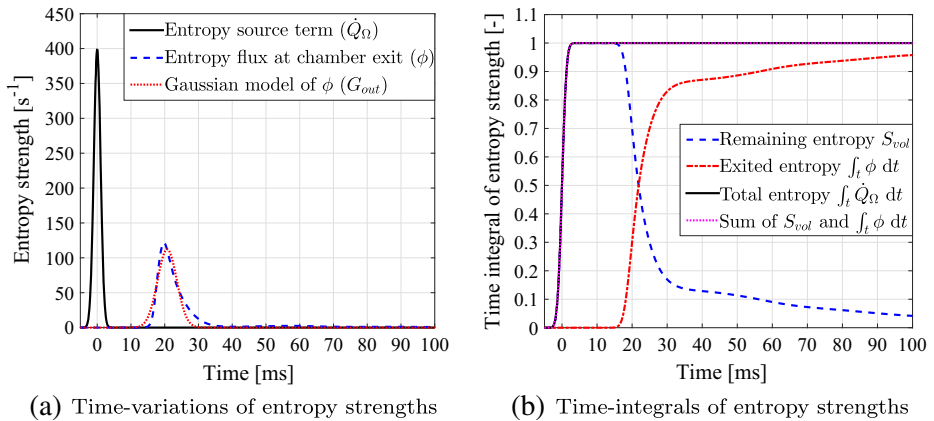 Entropy strength [s⁻¹]
450
400
350
300
250
200
150
100
50
0
Entropy source term (Q̇_Ω)
Entropy flux at chamber exit (ϕ)
Gaussian model of ϕ (G_out)
0 10 20 30 40 50 60 70 80 90 100
Time [ms]
(a) Time-variations of entropy strengths
Time integral of entropy strength [-]
1.1
1
0.9
0.8
0.7
0.6
0.5
0.4
0.3
0.2
0.1
0
Remaining entropy S_vol
Exited entropy ∫_t ϕ dt
Total entropy ∫_t Q̇_Ω dt
Sum of S_vol and ∫_t ϕ dt
0 10 20 30 40 50 60 70 80 90 100
Time [ms]
(b) Time-integrals of entropy strengths